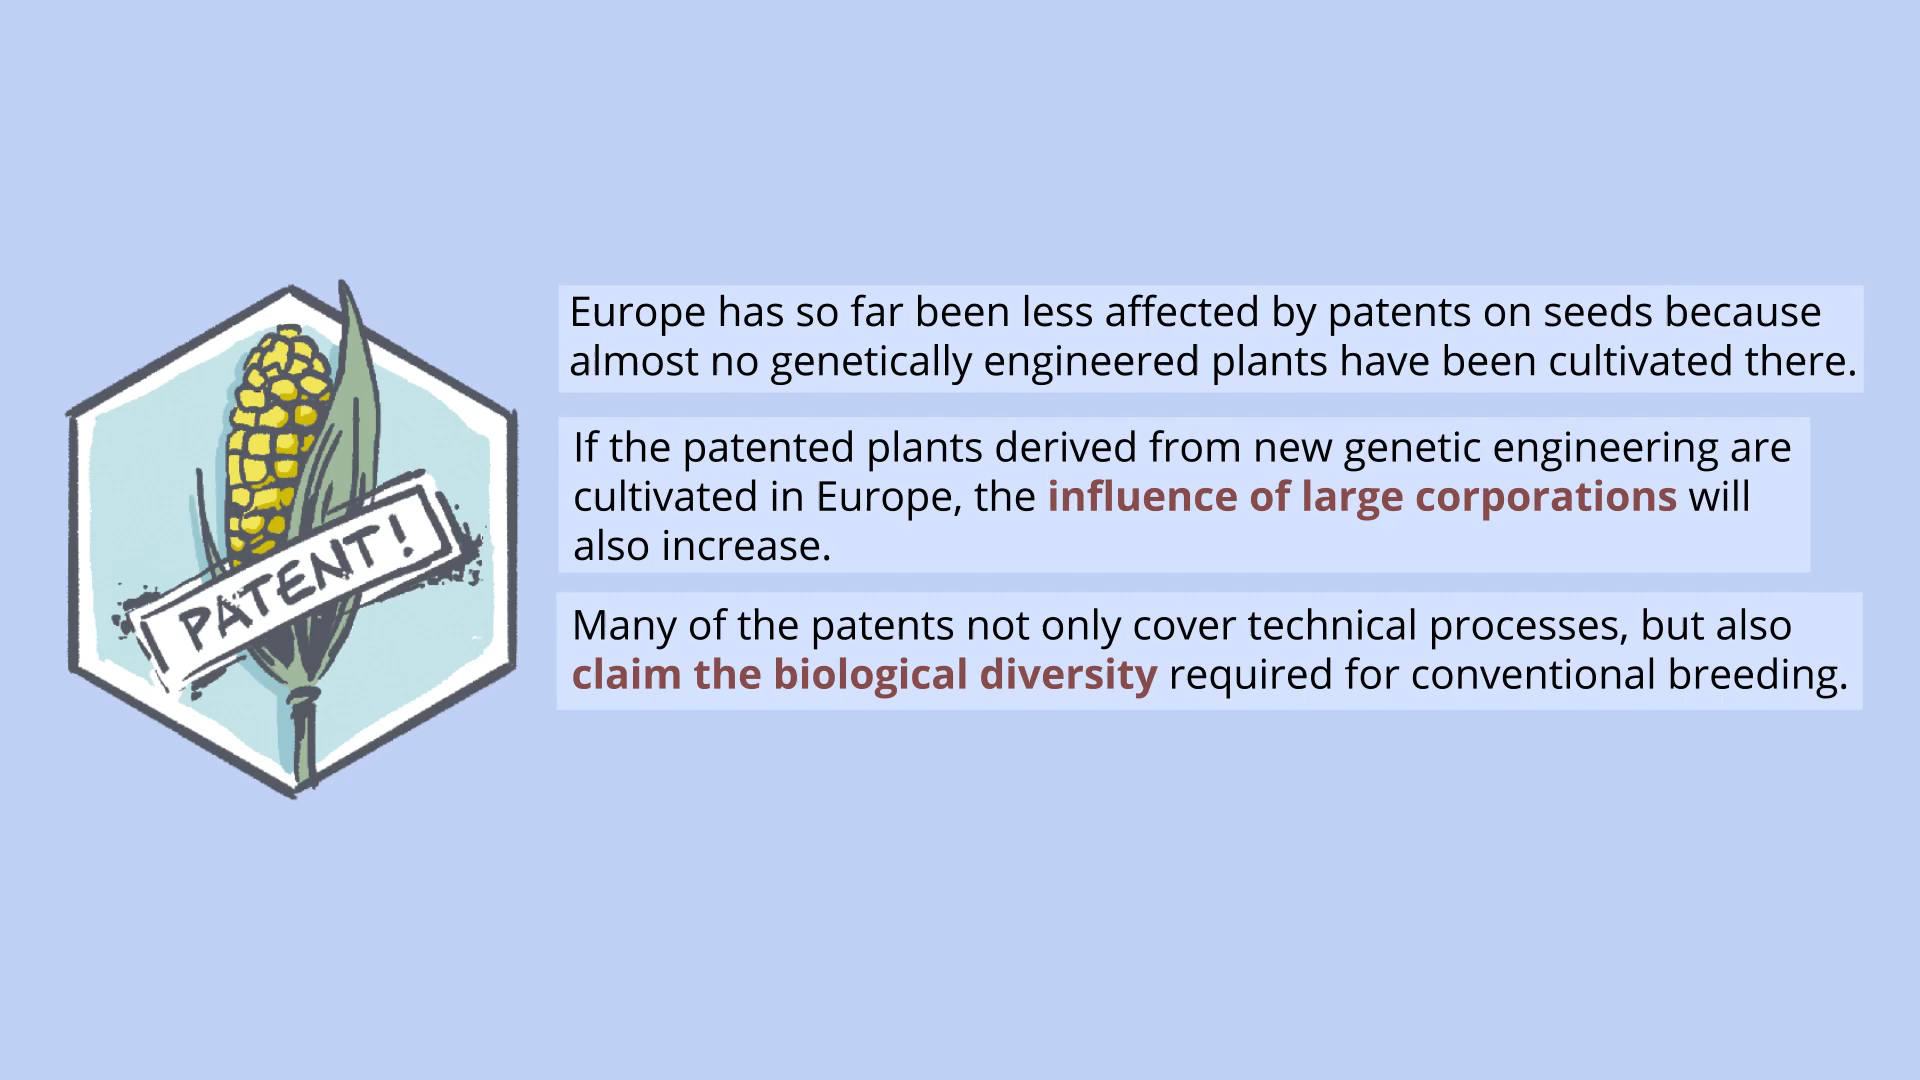 PATENT!
Europe has so far been less affected by patents on seeds because
almost no genetically engineered plants have been cultivated there.
If the patented plants derived from new genetic engineering are
cultivated in Europe, the influence of large corporations will
also increase.
Many of the patents not only cover technical processes, but also
claim the biological diversity required for conventional breeding.